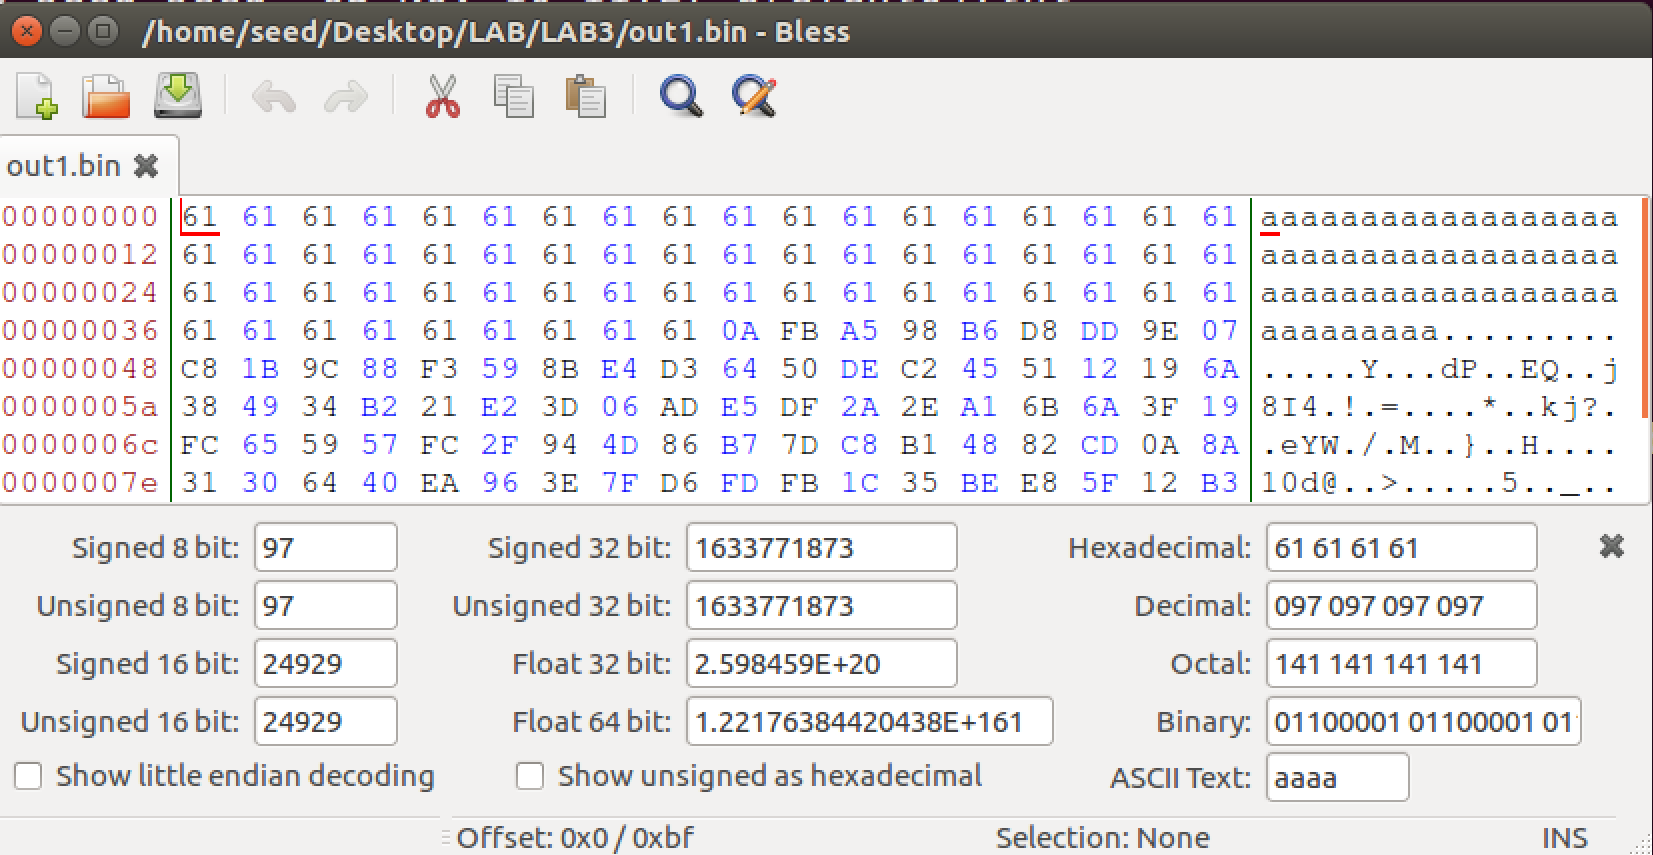 /home/seed/Desktop/LAB/LAB3/out1.bin - Bless
out1.bin
00000000 61 61 61 61 61 61 61 61 61 61 61 61 61 61 61 61 61 61 aaaaaaaaaaaaaaaaaa
00000012 61 61 61 61 61 61 61 61 61 61 61 61 61 61 61 61 61 61 aaaaaaaaaaaaaaaaaa
00000024 61 61 61 61 61 61 61 61 61 61 61 61 61 61 61 61 61 61 aaaaaaaaaaaaaaaaaa
00000036 61 61 61 61 61 61 61 61 61 0A FB A5 98 B6 D8 DD 9E 07 aaaaaaaaa.........
00000048 C8 1B 9C 88 F3 59 8B E4 D3 64 50 DE C2 45 51 12 19 6A .....Y...dP..EQ..j
0000005a 38 49 34 B2 21 E2 3D 06 AD E5 DF 2A 2E A1 6B 6A 3F 19 8I4.!.=....*..kj?.
0000006c FC 65 59 57 FC 2F 94 4D 86 B7 7D C8 B1 48 82 CD 0A 8A .eYW./.M..}..H....
0000007e 31 30 64 40 EA 96 3E 7F D6 FD FB 1C 35 BE E8 5F 12 B3 10d@..>.....5.._..
Signed 8 bit: 97 Signed 32 bit: 1633771873 Hexadecimal: 61 61 61 61
Unsigned 8 bit: 97 Unsigned 32 bit: 1633771873 Decimal: 097 097 097 097
Signed 16 bit: 24929 Float 32 bit: 2.598459E+20 Octal: 141 141 141 141
Unsigned 16 bit: 24929 Float 64 bit: 1.22176384420438E+161 Binary: 01100001 01100001 01
Show little endian decoding Show unsigned as hexadecimal ASCII Text: aaaa
Offset: 0x0 / 0xbf Selection: None INS